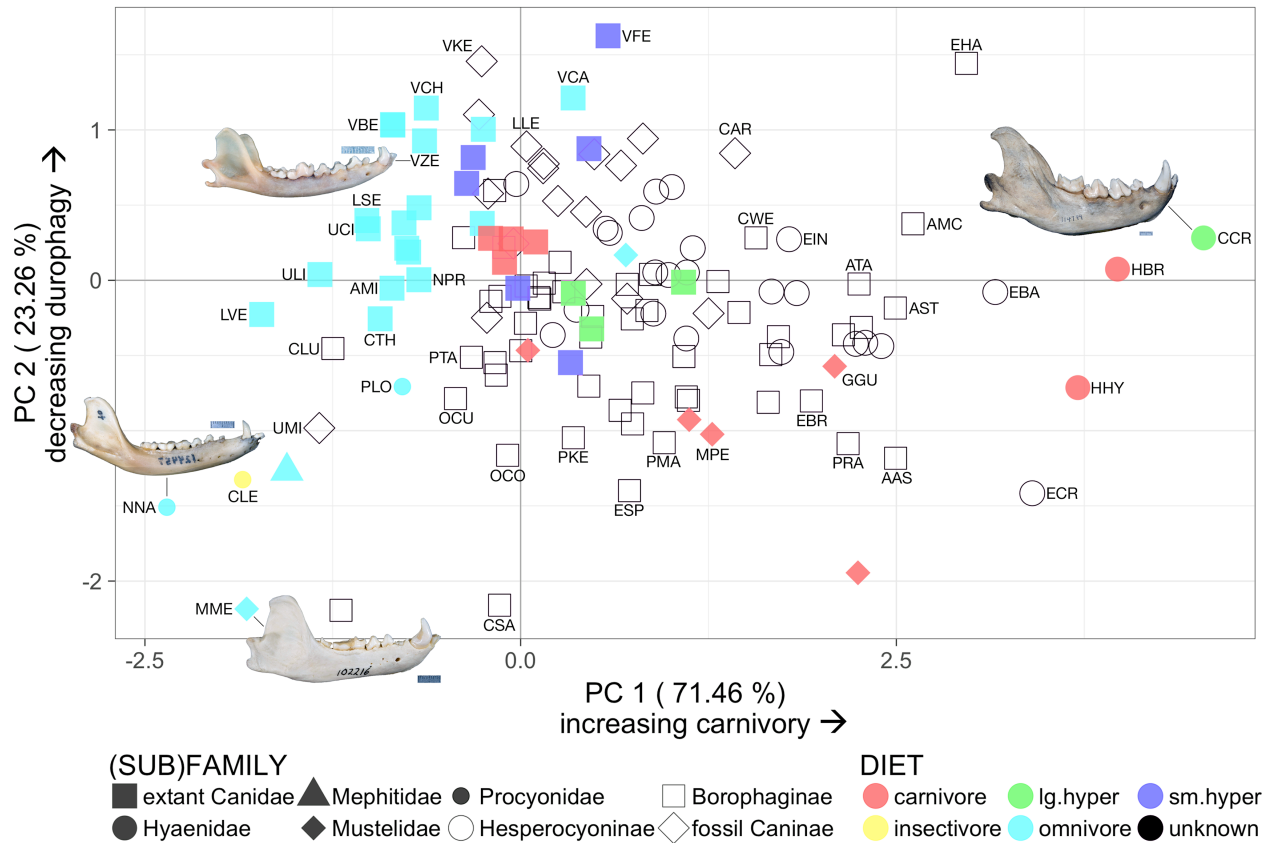 VKE
VFE
EHA
VCH
VCA
VBE
LLE
CAR
1
VZE
LSE
UCI
CWE
EIN
AMC
CCR
HBR
ULI
AMI
NPR
ATA
EBA
0
LVE
CTH
AST
CLU
PTA
GGU
PLO
HHY
OCU
EBR
UMI
PKE
PMA
MPE
PRA
AAS
OCO
CLE
NNA
ESP
ECR
-2
MME
CSA
102216
-2.5
0.0
2.5
PC 2 ( 23.26 %)
decreasing durophagy →
PC 1 ( 71.46 %)
increasing carnivory →
(SUB)FAMILY
DIET
extant Canidae Mephitidae Procyonidae Borophaginae
carnivore lg.hyper sm.hyper
Hyaenidae Mustelidae Hesperocyoninae fossil Caninae
insectivore omnivore unknown